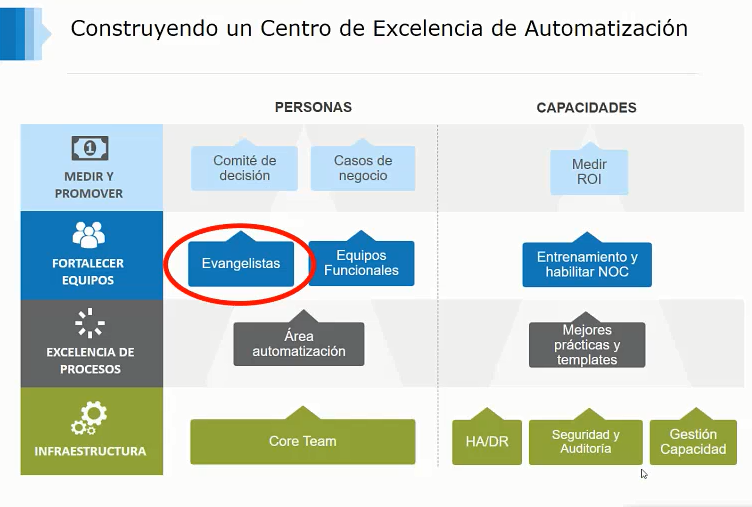 Construyendo un Centro de Excelencia de Automatización
PERSONAS
CAPACIDADES
1
MEDIR Y
PROMOVER
Comité de
decisión
Casos de
negocio
Medir
ROI
FORTALECER
EQUIPOS
Evangelistas
Equipos
Funcionales
Entrenamiento y
habilitar NOC
EXCELENCIA DE
PROCESOS
Área
automatización
Mejores
prácticas y
templates
INFRAESTRUCTURA
Core Team
HA/DR
Seguridad y
Auditoría
Gestión
Capacidad